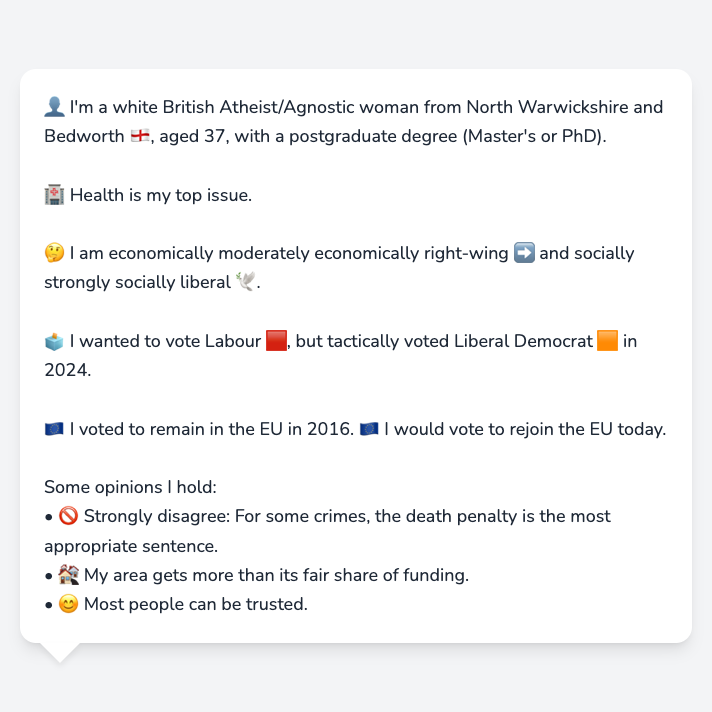 👤 I'm a white British Atheist/Agnostic woman from North Warwickshire and
Bedworth 🏴󠁧󠁢󠁥󠁮󠁧󠁿, aged 37, with a postgraduate degree (Master's or PhD).
🏥 Health is my top issue.
🤔 I am economically moderately economically right-wing ➡️ and socially
strongly socially liberal 🕊️.
🗳️ I wanted to vote Labour 🟥, but tactically voted Liberal Democrat 🟧 in
2024.
🇪🇺 I voted to remain in the EU in 2016. 🇪🇺 I would vote to rejoin the EU today.
Some opinions I hold:
• 🚫 Strongly disagree: For some crimes, the death penalty is the most
appropriate sentence.
• 🏘️ My area gets more than its fair share of funding.
• 😊 Most people can be trusted.